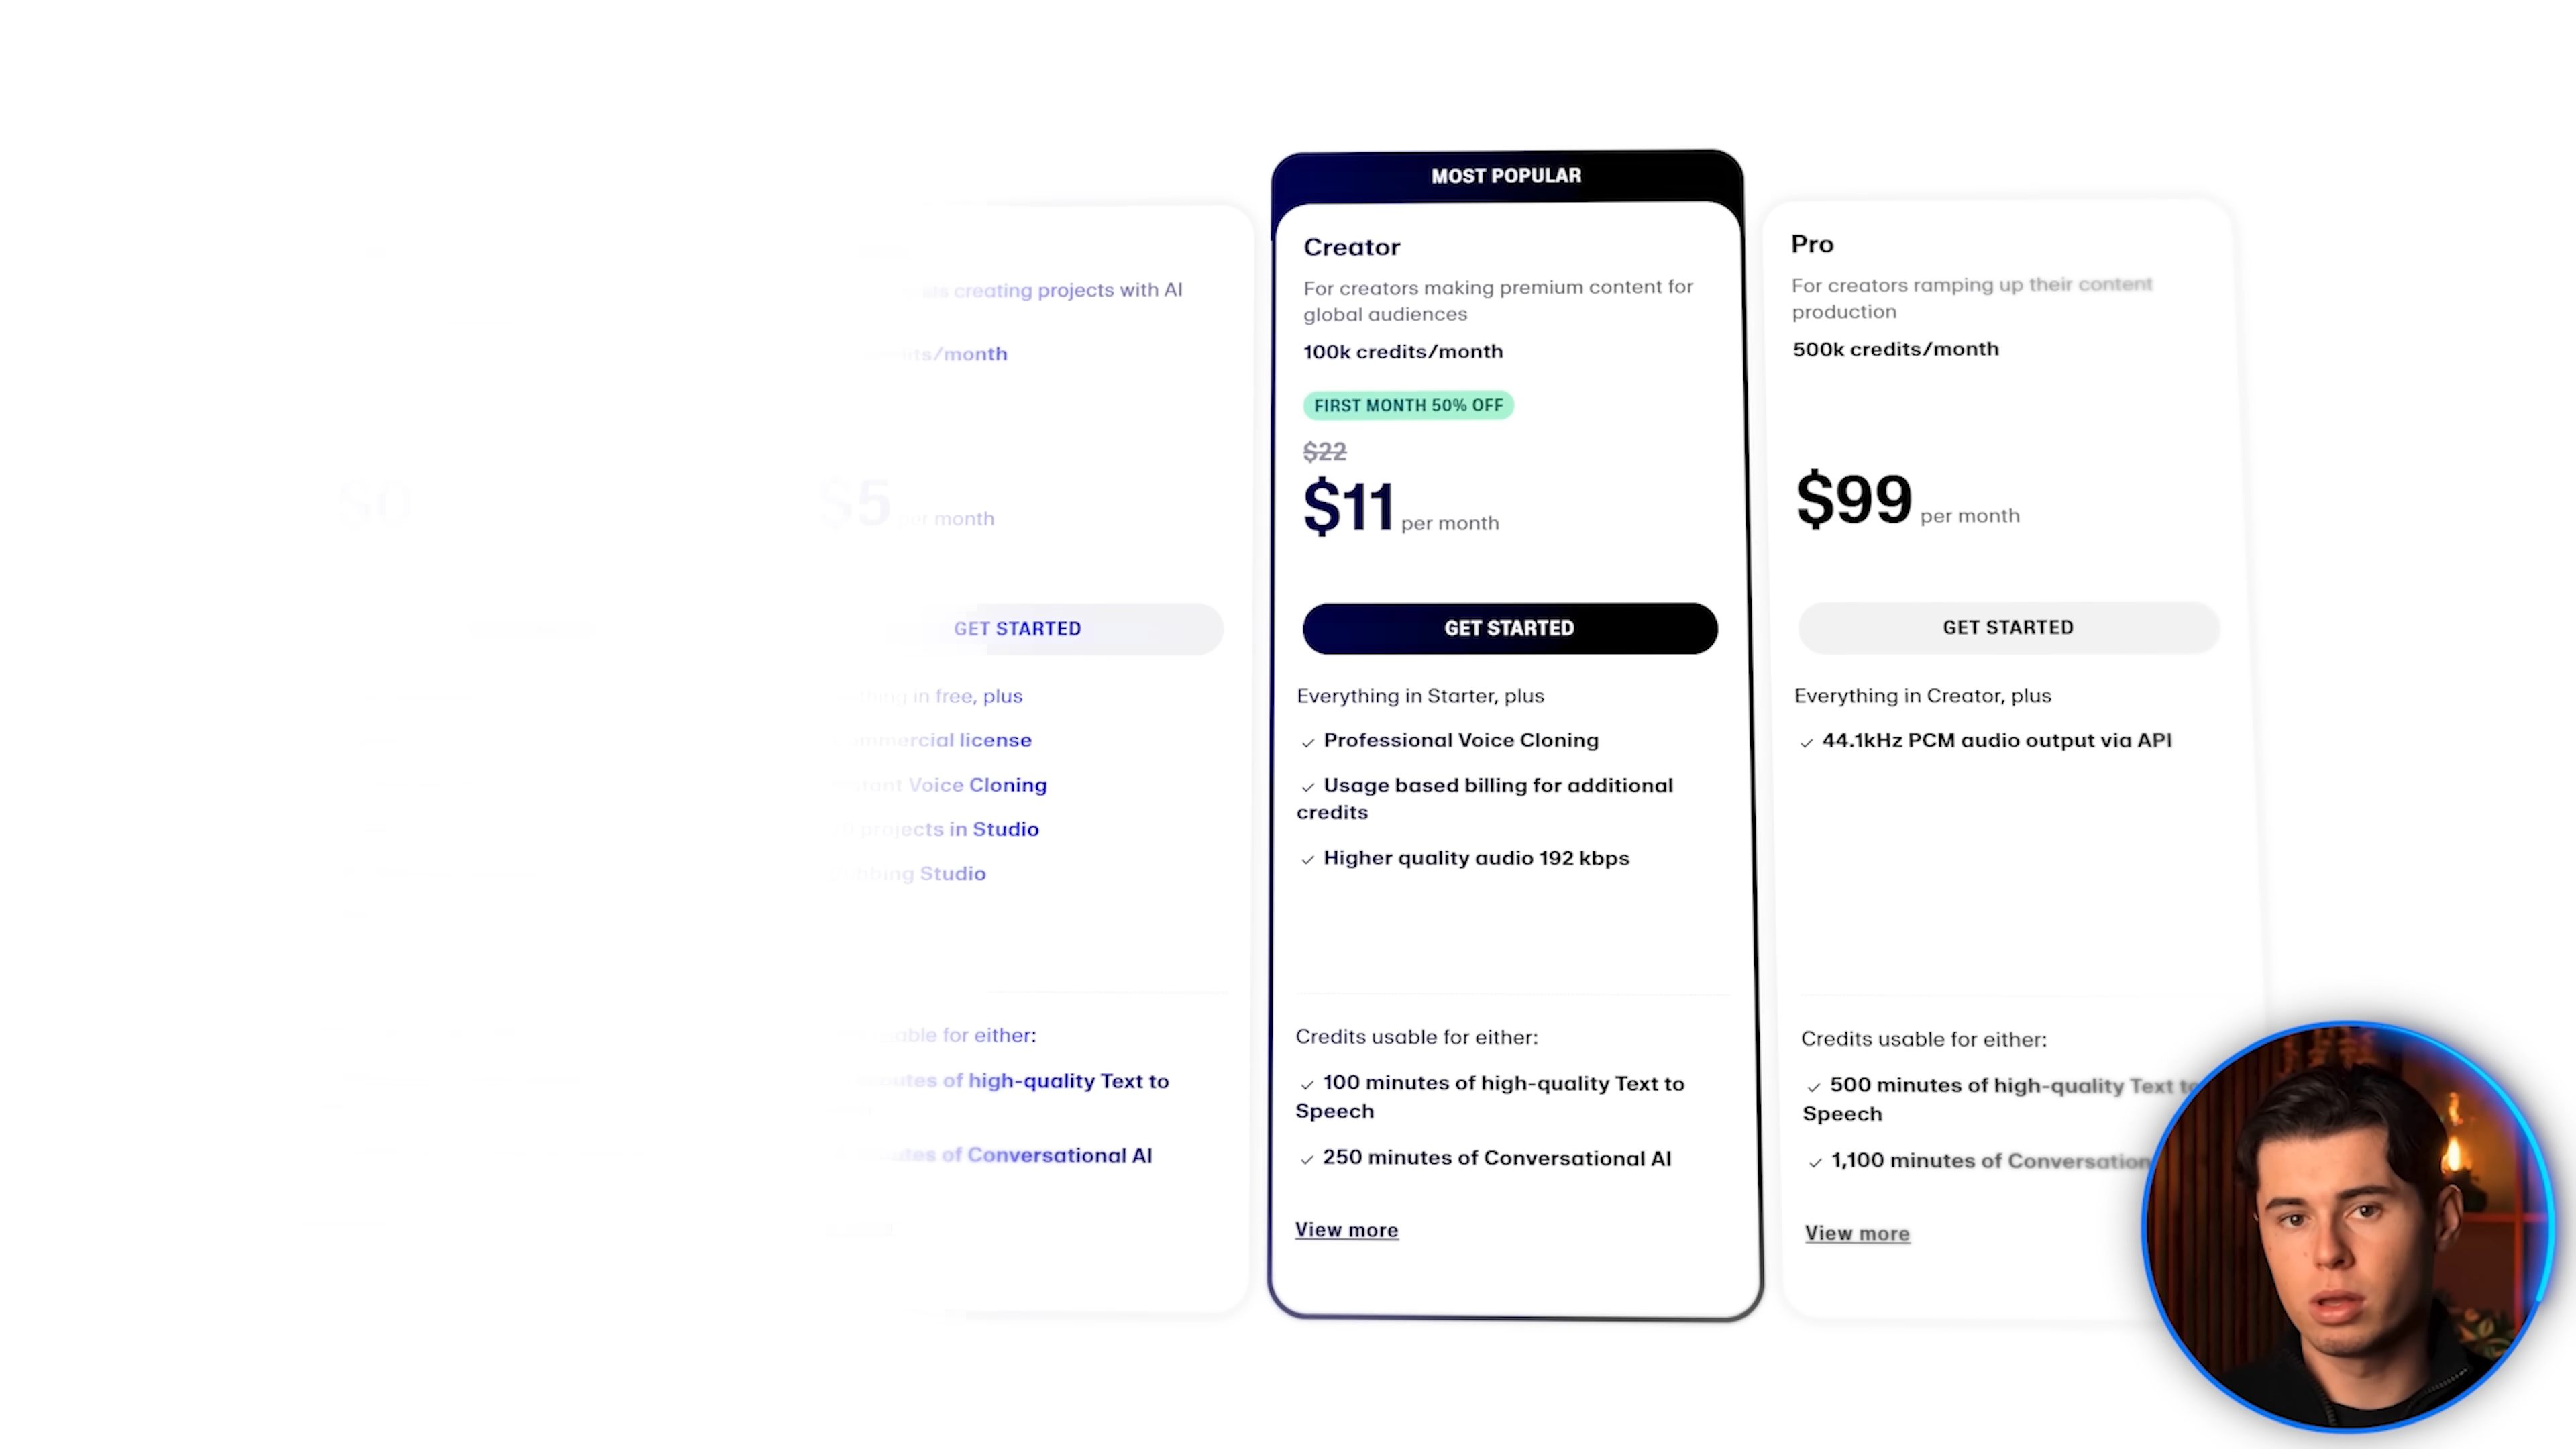 $5 per month
creating projects with AI
/month
GET STARTED
in free, plus
commercial license
Instant Voice Cloning
projects in Studio
Studio
usable for either:
minutes of high-quality Text to
minutes of Conversational AI
MOST POPULAR
Creator
For creators making premium content for
global audiences
100k credits/month
FIRST MONTH 50% OFF
$22
$11 per month
GET STARTED
Everything in Starter, plus
✓ Professional Voice Cloning
✓ Usage based billing for additional
credits
✓ Higher quality audio 192 kbps
Credits usable for either:
✓ 100 minutes of high-quality Text to
Speech
✓ 250 minutes of Conversational AI
View more
Pro
For creators ramping up their content
production
500k credits/month
$99 per month
GET STARTED
Everything in Creator, plus
✓ 44.1kHz PCM audio output via API
Credits usable for either:
✓ 500 minutes of high-quality Text to
Speech
✓ 1,100 minutes of
View more